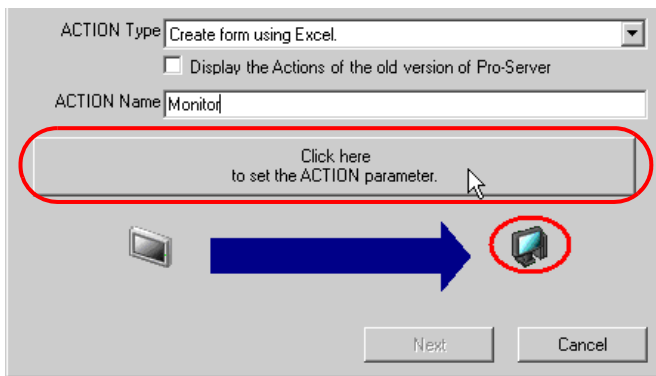 ACTION Type Create form using Excel.
Display the Actions of the old version of Pro-Server
ACTION Name Monitor
Click here
to set the ACTION parameter.
Next Cancel